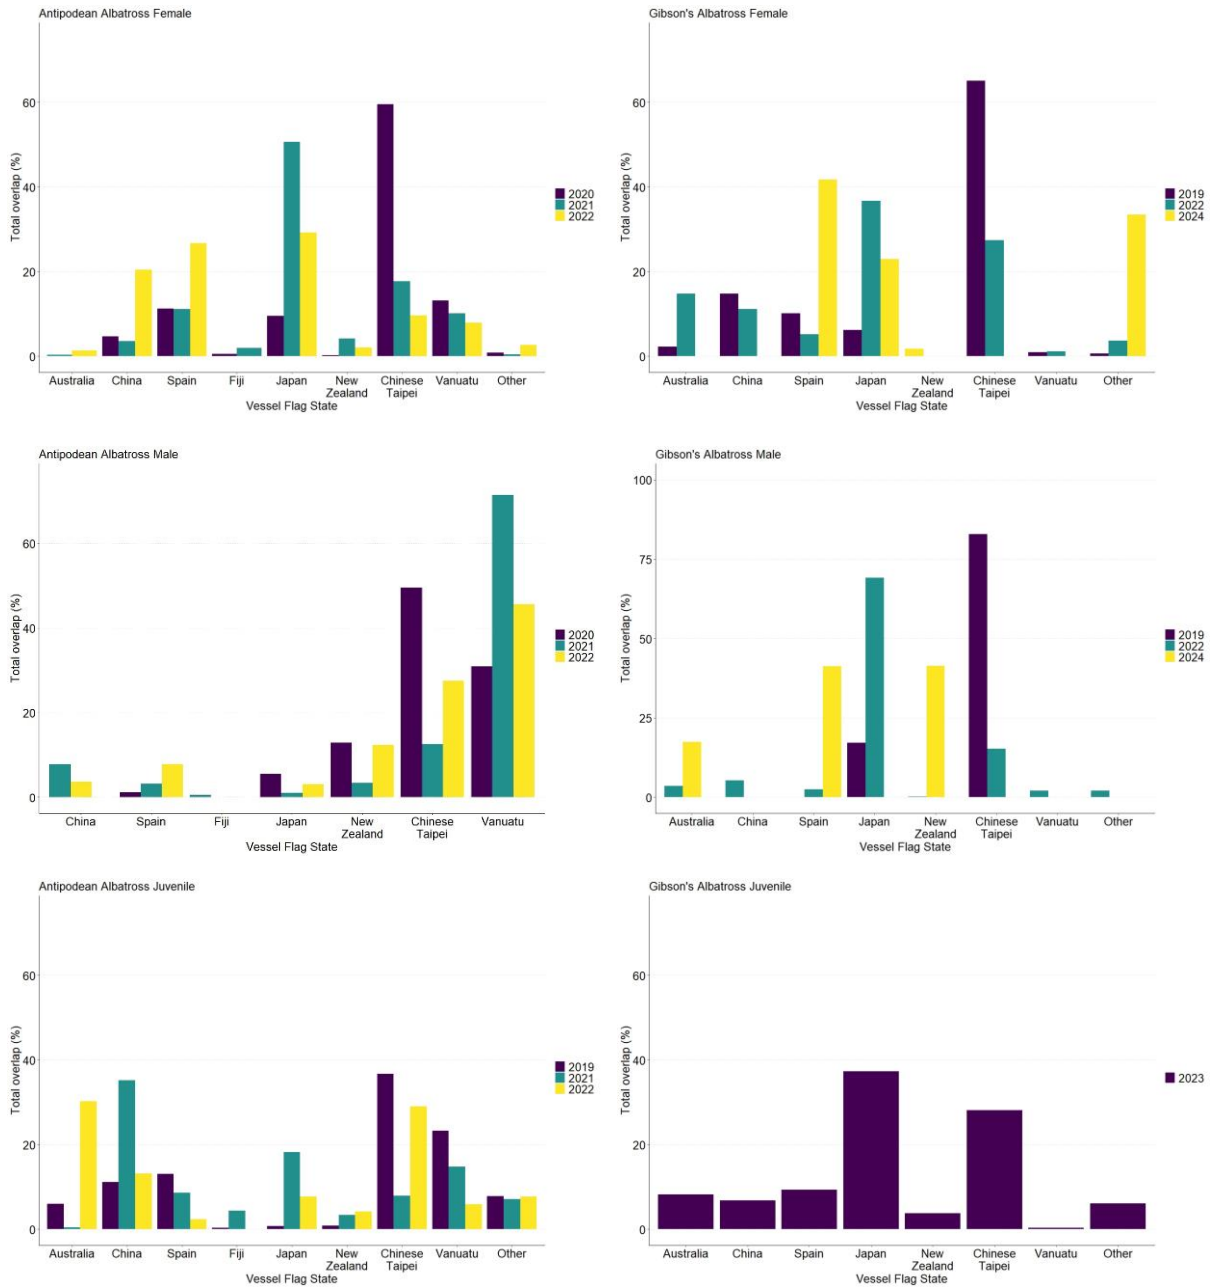 Antipodean Albatross Female
Total overlap (%)
60
40
20
0
Australia China Spain Fiji Japan New Zealand Chinese Taipei Vanuatu Other
Vessel Flag State
2020
2021
2022
Gibson's Albatross Female
Total overlap (%)
60
40
20
0
Australia China Spain Japan New Zealand Chinese Taipei Vanuatu Other
Vessel Flag State
2019
2022
2024
Antipodean Albatross Male
Total overlap (%)
60
40
20
0
China Spain Fiji Japan New Zealand Chinese Taipei Vanuatu
Vessel Flag State
2020
2021
2022
Gibson's Albatross Male
Total overlap (%)
100
75
50
25
0
Australia China Spain Japan New Zealand Chinese Taipei Vanuatu Other
Vessel Flag State
2019
2022
2024
Antipodean Albatross Juvenile
Total overlap (%)
60
40
20
0
Australia China Spain Fiji Japan New Zealand Chinese Taipei Vanuatu Other
Vessel Flag State
2019
2021
2022
Gibson's Albatross Juvenile
Total overlap (%)
60
40
20
0
Australia China Spain Japan New Zealand Chinese Taipei Vanuatu Other
Vessel Flag State
2023